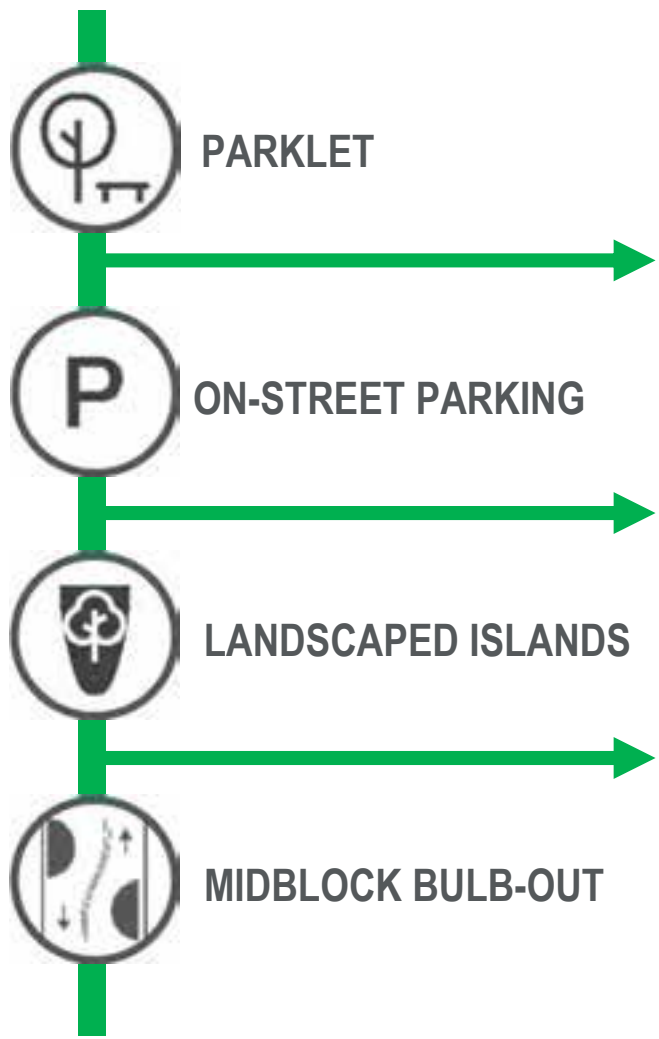 PARKLET
P
ON-STREET PARKING
LANDSCAPED ISLANDS
MIDBLOCK BULB-OUT